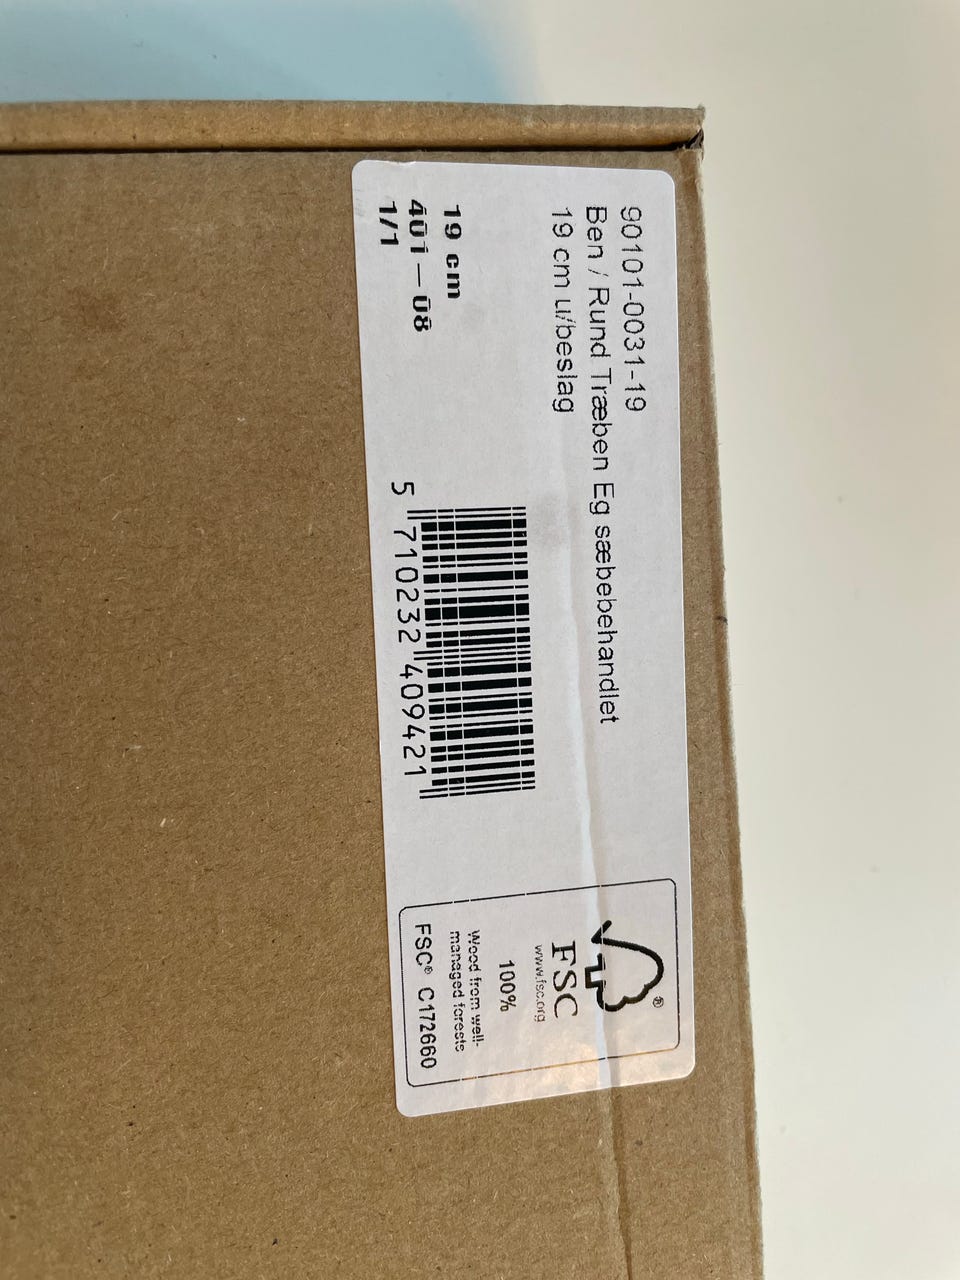 90101-0031-19
Ben / Rund Træben Eg sæbebehandlet
19 cm u/beslag
19 cm
401-08
1/1
5 710232 409421
®
FSC
www.fsc.org
100%
Wood from well-
managed forests
FSC® C172660